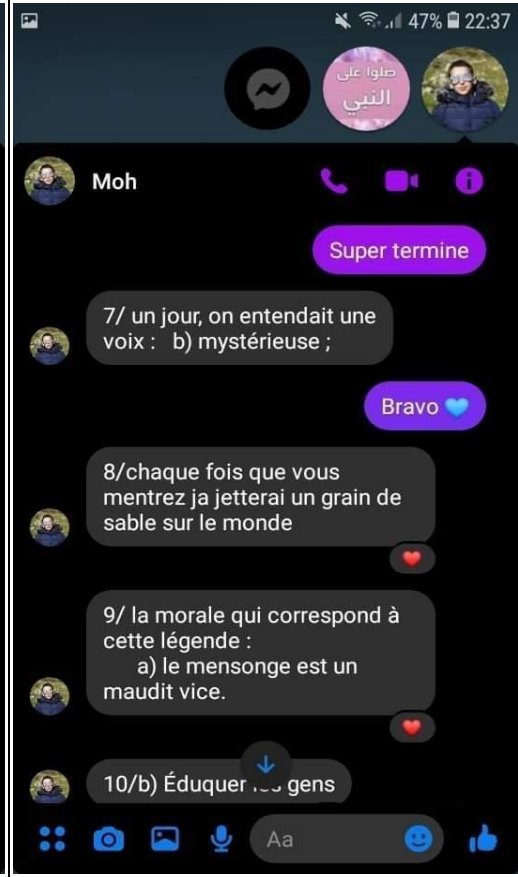 47% 22:37
صلوا على
النبي
Moh
Super termine
7/ un jour, on entendait une
voix : b) mystérieuse ;
Bravo
8/chaque fois que vous
mentrez ja jetterai un grain de
sable sur le monde
9/ la morale qui correspond à
cette légende :
a) le mensonge est un
maudit vice.
10/b) Éduquer gens
Aa